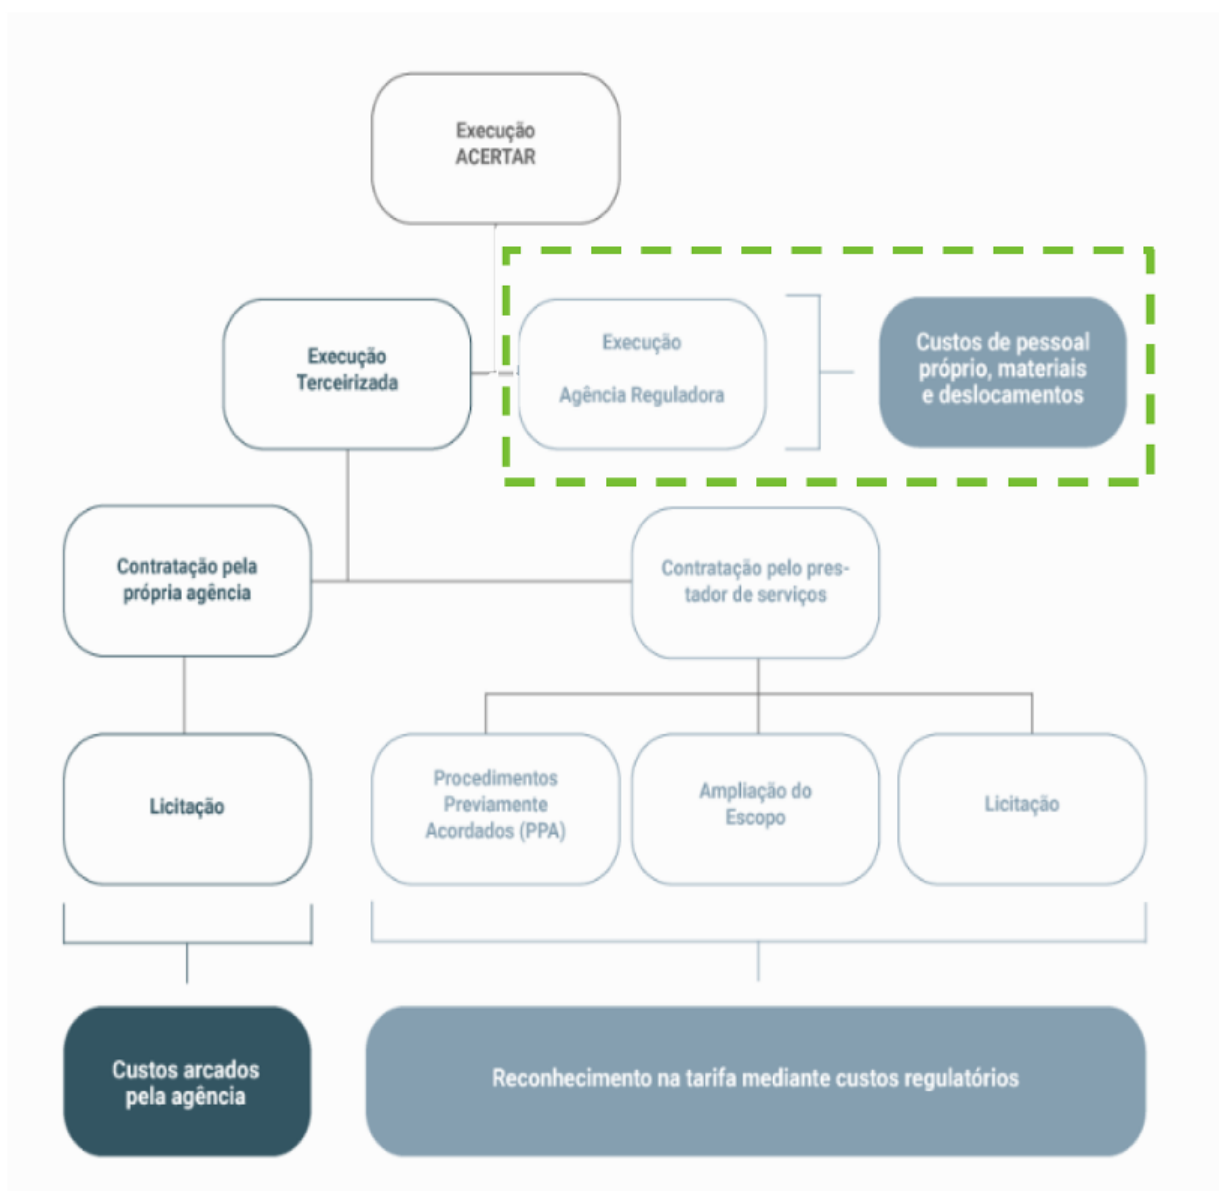 Execução
ACERTAR
Execução
Terceirizada
Execução
Agência Reguladora
Custos de pessoal
próprio, materiais
e deslocamentos
Contratação pela
própria agência
Contratação pelo pres-
tador de serviços
Licitação
Procedimentos
Previamente
Acordados (PPA)
Ampliação do
Escopo
Licitação
Custos arcados
pela agência
Reconhecimento na tarifa mediante custos regulatórios